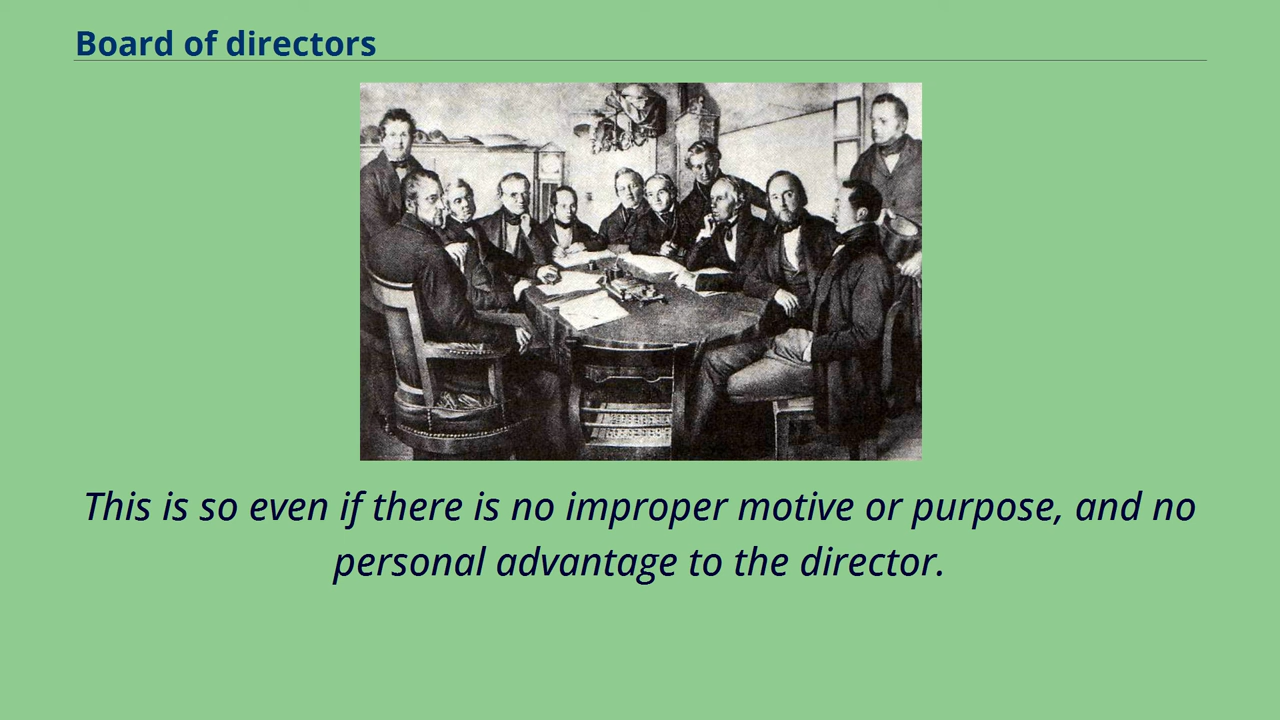 Board of directors
This is so even if there is no improper motive or purpose, and no
personal advantage to the director.